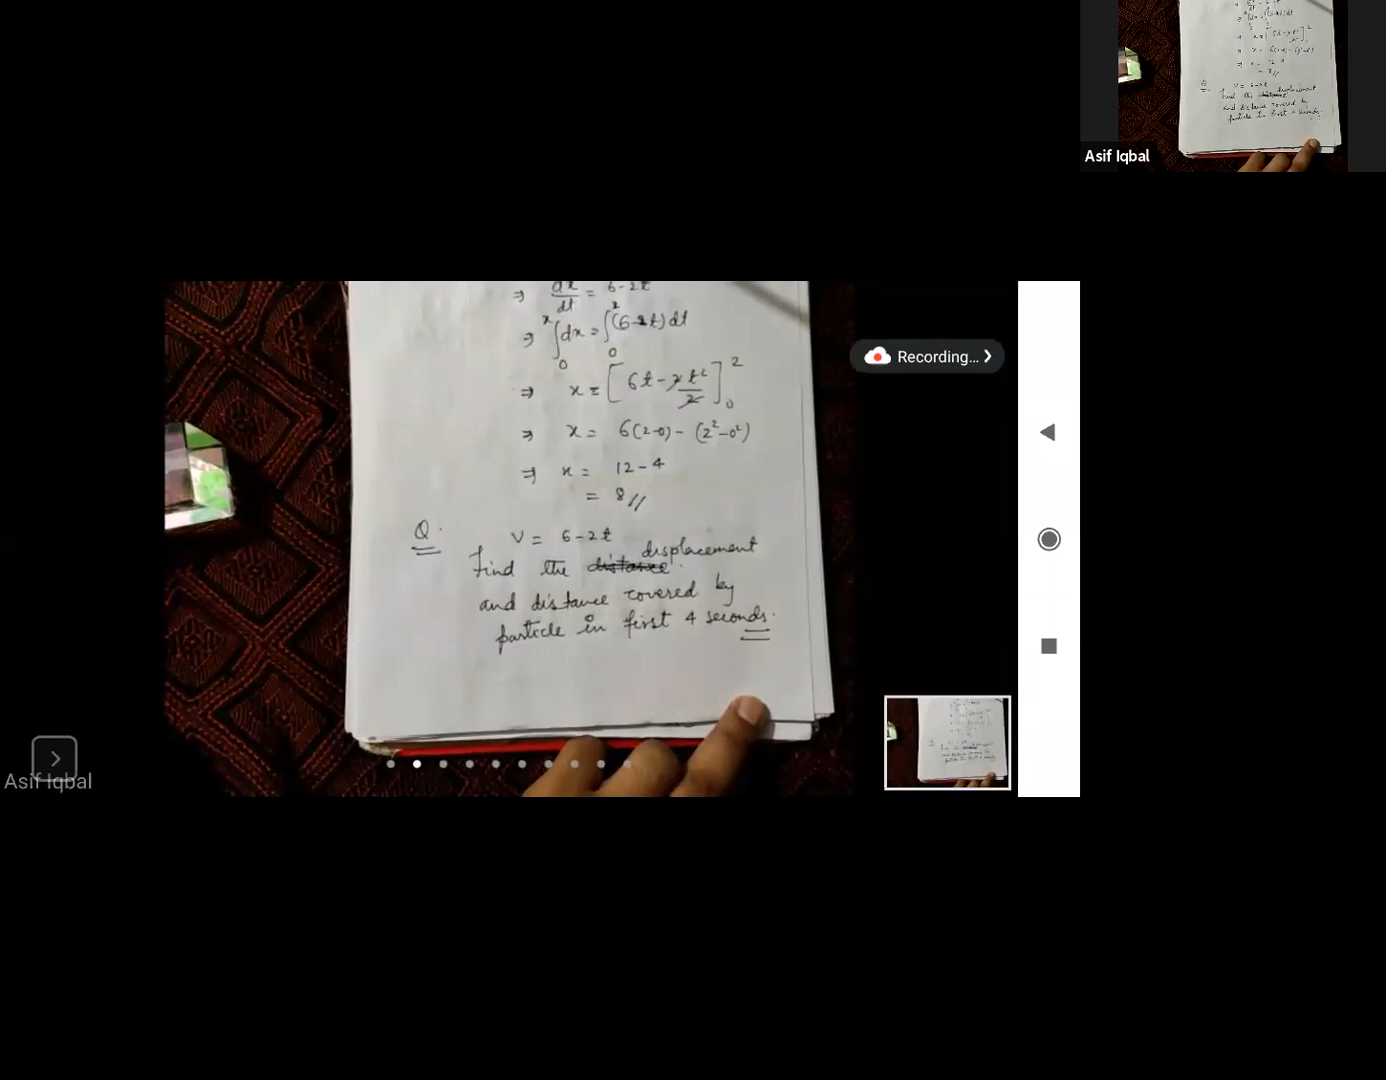 Asif Iqbal
⇒ dx/dt = 6-2t
⇒ ∫₀ˣ dx = ∫₀² (6-2t) dt
⇒ x = [6t - 2t²/2]₀²
⇒ x = 6(2-0) - (2²-0²)
⇒ x = 12-4
= 8//
Q. V = 6-2t
Find the displacement
and distance covered by
particle in first 4 seconds.
Recording...
Asif Iqbal